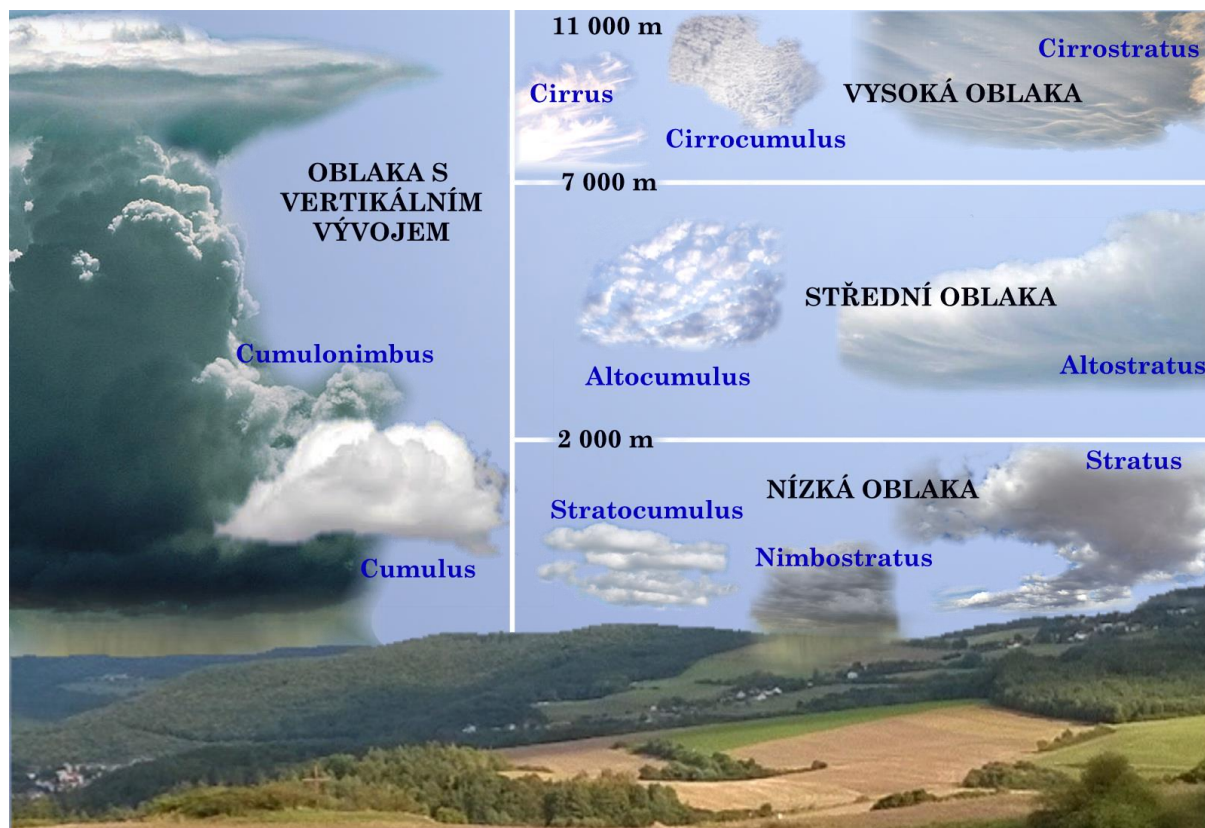 OBLAKA S
VERTIKÁLNÍM
VÝVOJEM
Cumulonimbus
Cumulus
11 000 m
Cirrus
Cirrocumulus
VYSOKÁ OBLAKA
Cirrostratus
7 000 m
STŘEDNÍ OBLAKA
Altocumulus
Altostratus
2 000 m
NÍZKÁ OBLAKA
Stratus
Stratocumulus
Nimbostratus